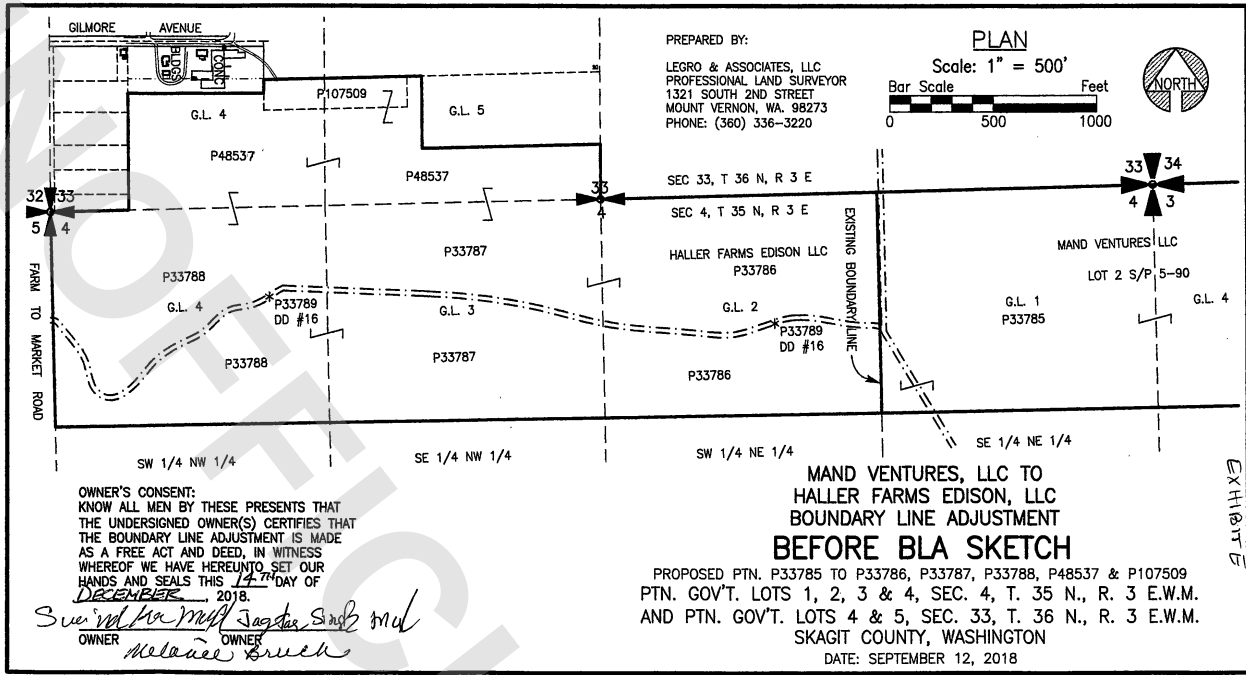 GILMORE AVENUE
BLDGS
CONC
PREPARED BY:
LEGRO & ASSOCIATES, LLC
PROFESSIONAL LAND SURVEYOR
1321 SOUTH 2ND STREET
MOUNT VERNON, WA. 98273
PHONE: (360) 336-3220
PLAN
Scale: 1" = 500'
Bar Scale Feet
0 500 1000
NORTH
P107509
G.L. 4
G.L. 5
P48537
P48537
32 33
5 4
33
4
SEC 33, T 36 N, R 3 E
SEC 4, T 35 N, R 3 E
33 34
4 3
FARM TO MARKET ROAD
P33788
P33787
HALLER FARMS EDISON LLC
P33786
EXISTING BOUNDARY LINE
MAND VENTURES LLC
LOT 2 S/P 5-90
G.L. 4
P33789
DD #16
G.L. 3
G.L. 2
P33789
DD #16
G.L. 1
P33785
G.L. 4
P33788
P33787
P33786
SW 1/4 NW 1/4
SE 1/4 NW 1/4
SW 1/4 NE 1/4
SE 1/4 NE 1/4
OWNER'S CONSENT:
KNOW ALL MEN BY THESE PRESENTS THAT
THE UNDERSIGNED OWNER(S) CERTIFIES THAT
THE BOUNDARY LINE ADJUSTMENT IS MADE
AS A FREE ACT AND DEED, IN WITNESS
WHEREOF WE HAVE HEREUNTO SET OUR
HANDS AND SEALS THIS 14TH DAY OF
DECEMBER, 2018.
Singh
OWNER OWNER
Melanee
MAND VENTURES, LLC TO
HALLER FARMS EDISON, LLC
BOUNDARY LINE ADJUSTMENT
BEFORE BLA SKETCH
PROPOSED PTN. P33785 TO P33786, P33787, P33788, P48537 & P107509
PTN. GOV'T. LOTS 1, 2, 3 & 4, SEC. 4, T. 35 N., R. 3 E.W.M.
AND PTN. GOV'T. LOTS 4 & 5, SEC. 33, T. 36 N., R. 3 E.W.M.
SKAGIT COUNTY, WASHINGTON
DATE: SEPTEMBER 12, 2018
EXHIBIT E